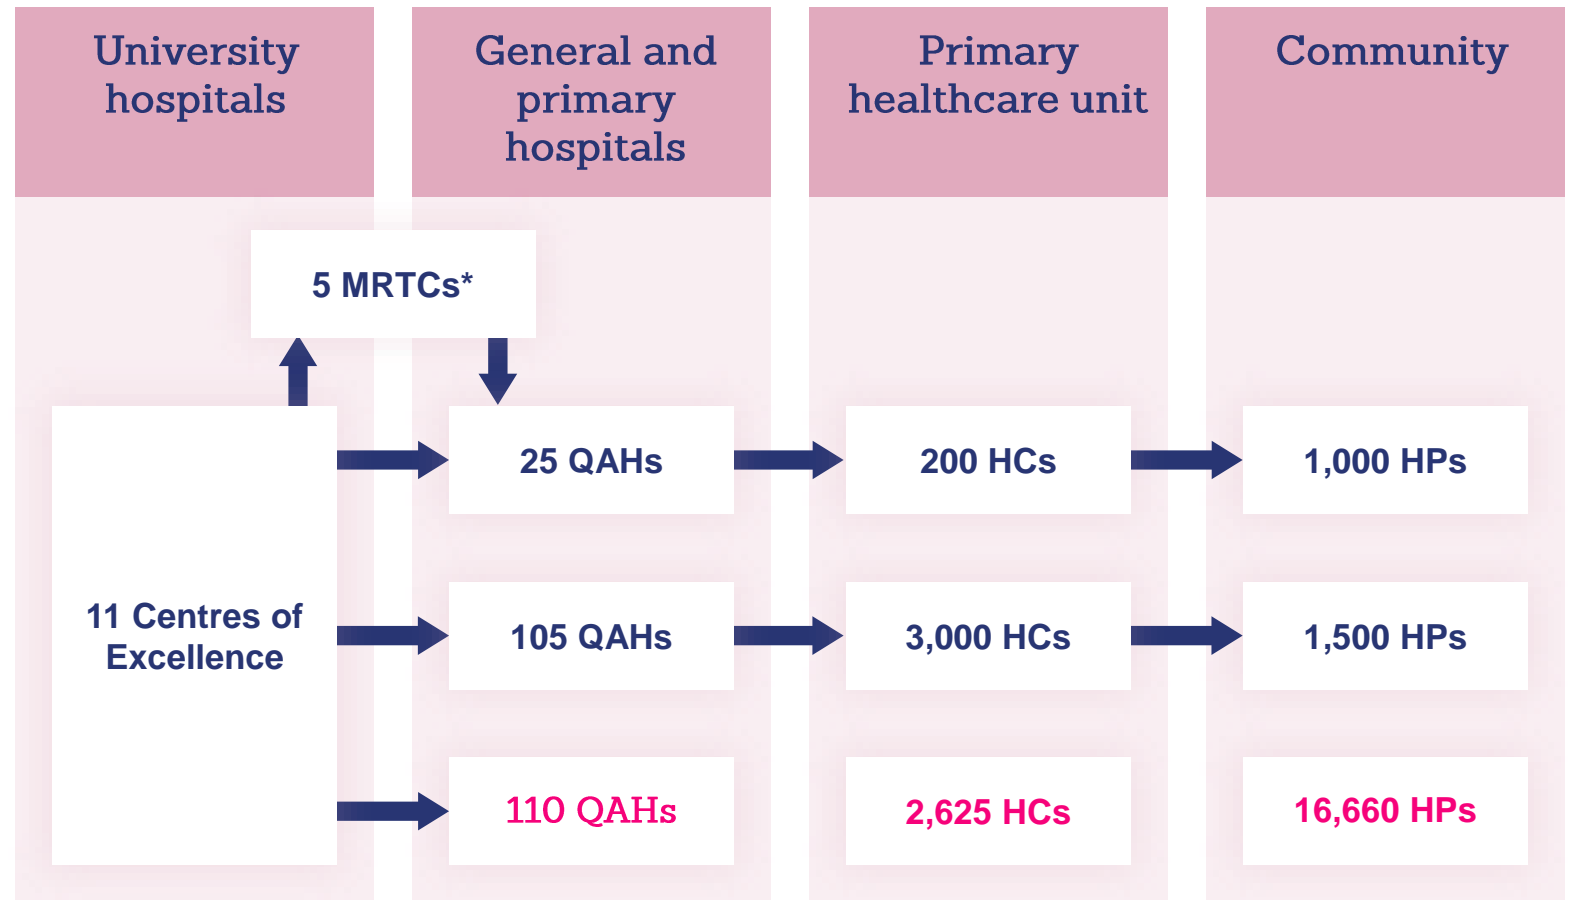 University
hospitals
General and
primary
hospitals
Primary
healthcare unit
Community
5 MRTCs*
11 Centres of
Excellence
25 QAHs
200 HCs
1,000 HPs
105 QAHs
3,000 HCs
1,500 HPs
110 QAHs
2,625 HCs
16,660 HPs